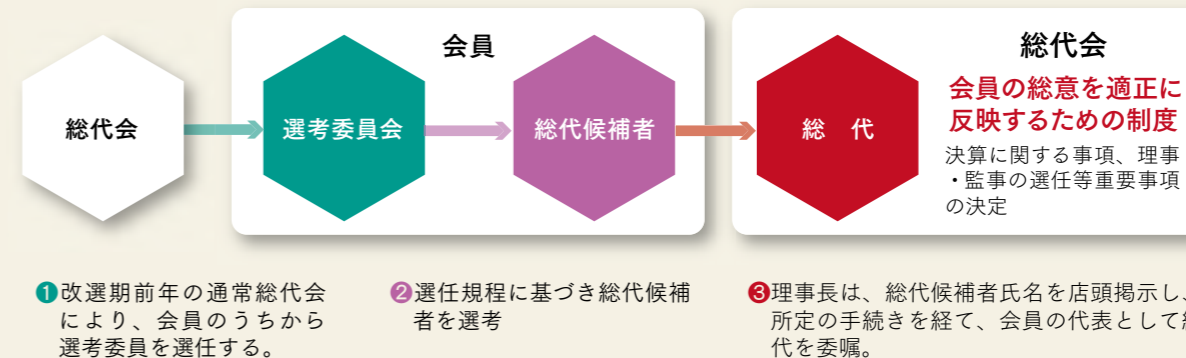 会員
総代会
総代会
選考委員会
総代候補者
総 代
会員の総意を適正に
反映するための制度
決算に関する事項、理事
・監事の選任等重要事項
の決定
❶改選期前年の通常総代会
により、会員のうちから
選考委員を選任する。
❷選任規程に基づき総代候補
者を選考
❸理事長は、総代候補者氏名を店頭掲示し、
所定の手続きを経て、会員の代表として総
代を委嘱。